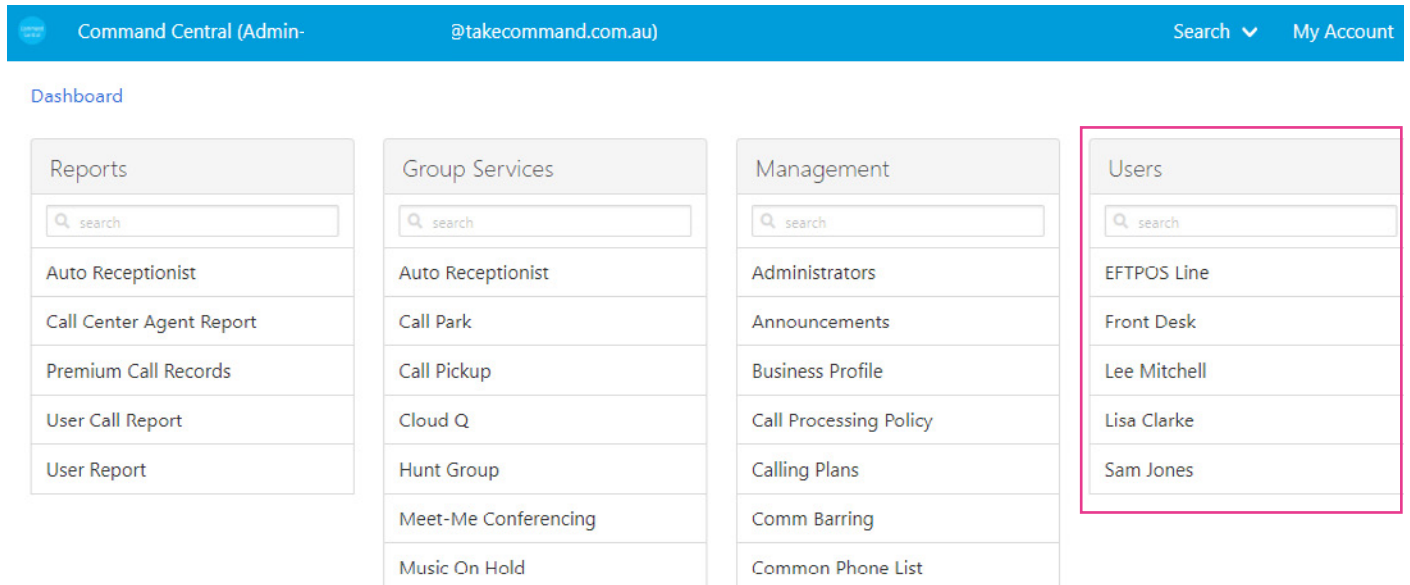 Command Central (Admin- @takecommand.com.au) Search My Account
Dashboard
Reports
search
Auto Receptionist
Call Center Agent Report
Premium Call Records
User Call Report
User Report
Group Services
search
Auto Receptionist
Call Park
Call Pickup
Cloud Q
Hunt Group
Meet-Me Conferencing
Music On Hold
Management
search
Administrators
Announcements
Business Profile
Call Processing Policy
Calling Plans
Comm Barring
Common Phone List
Users
search
EFTPOS Line
Front Desk
Lee Mitchell
Lisa Clarke
Sam Jones